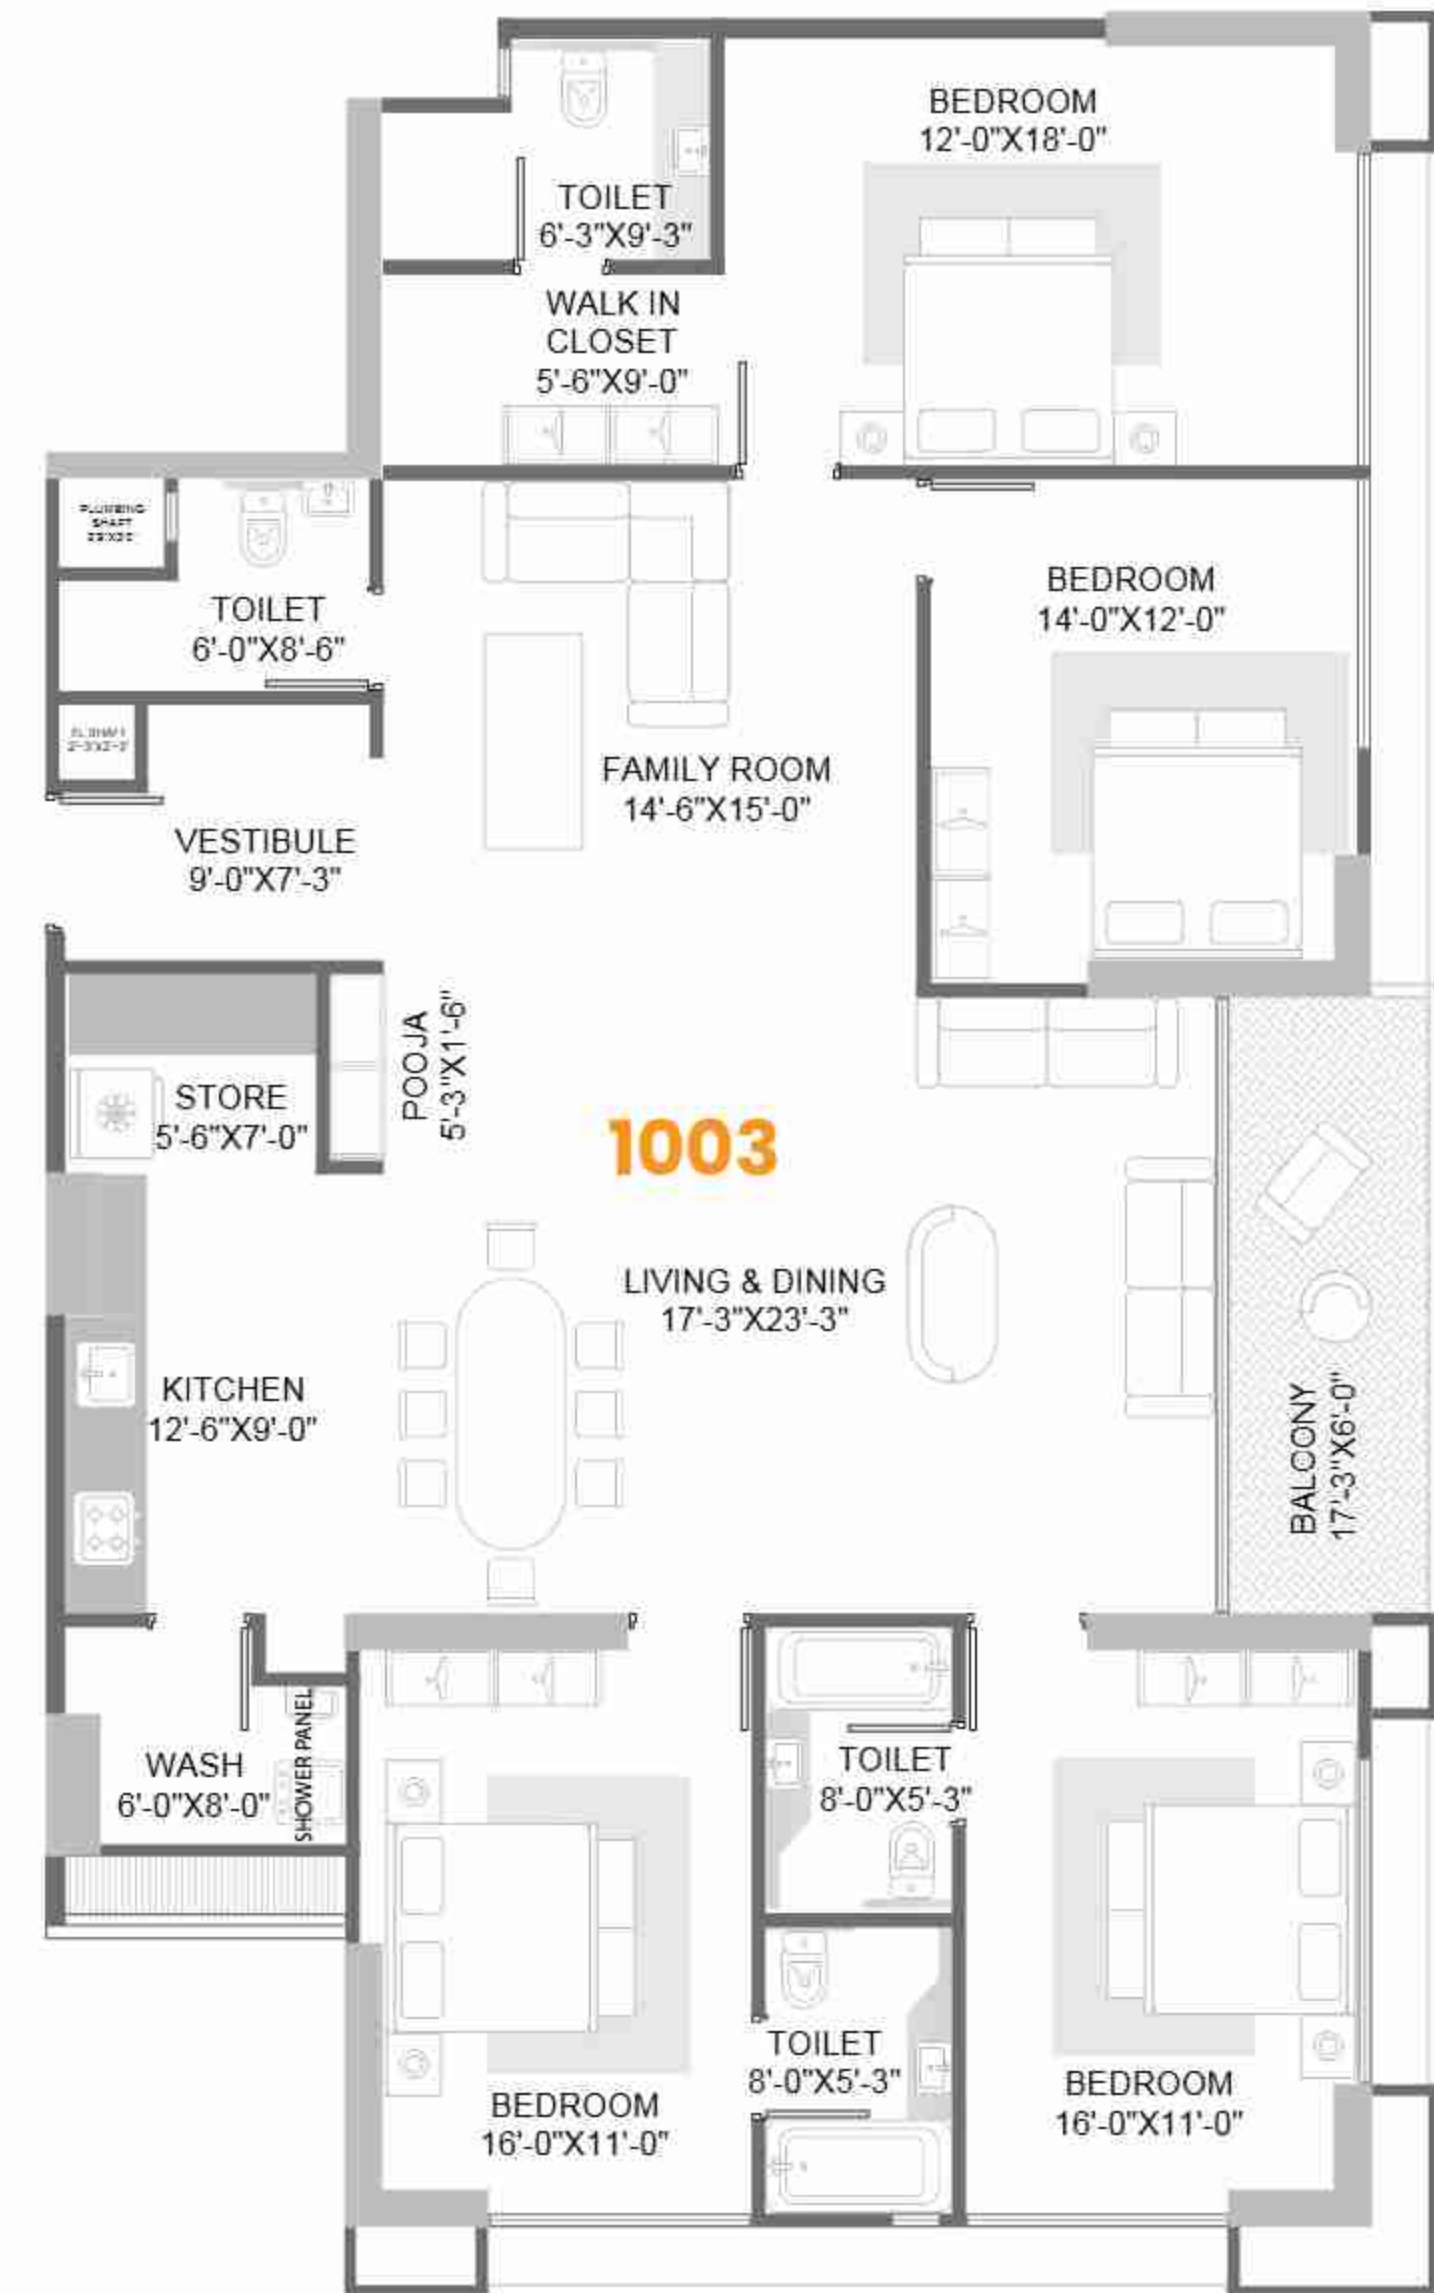 BEDROOM
12'-0"X18'-0"
TOILET
6'-3"X9'-3"
WALK IN
CLOSET
5'-6"X9'-0"
PLUMBING
SHAFT
TOILET
6'-0"X8'-6"
BEDROOM
14'-0"X12'-0"
FAMILY ROOM
14'-6"X15'-0"
VESTIBULE
9'-0"X7'-3"
POOJA
5'-3"X1'-6"
STORE
5'-6"X7'-0"
1003
LIVING & DINING
17'-3"X23'-3"
KITCHEN
12'-6"X9'-0"
BALCONY
17'-3"X6'-0"
WASH
6'-0"X8'-0"
SHOWER PANEL
TOILET
8'-0"X5'-3"
TOILET
8'-0"X5'-3"
BEDROOM
16'-0"X11'-0"
BEDROOM
16'-0"X11'-0"